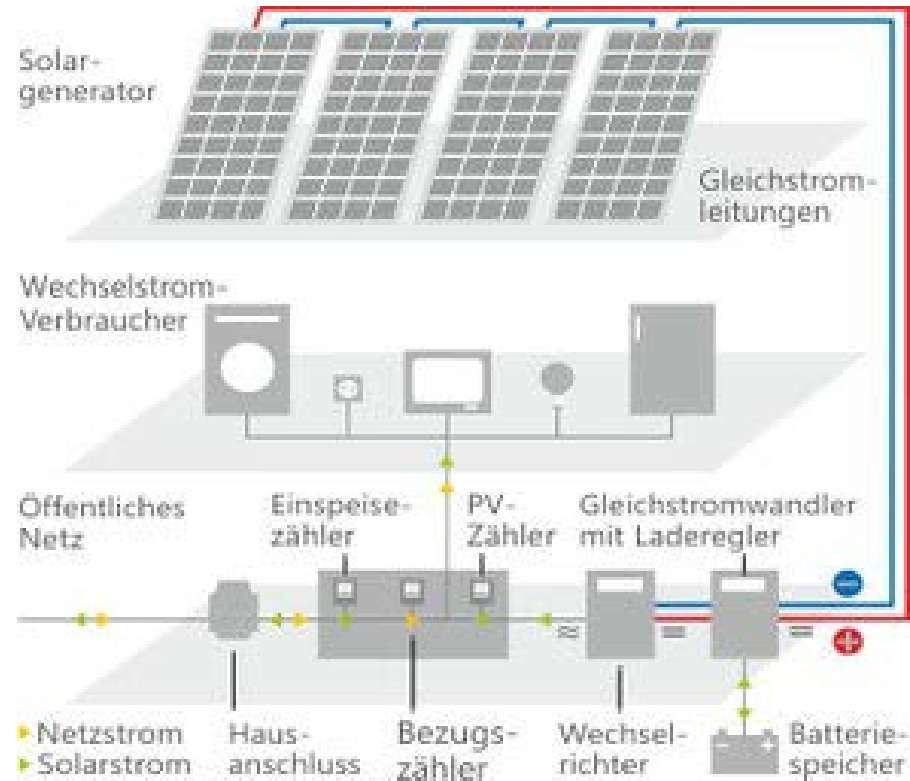 Solar-
generator
Gleichstrom-
leitungen
Wechselstrom-
Verbraucher
Öffentliches
Netz
Einspeise-
zähler
PV-
Zähler
Gleichstromwandler
mit Laderegler
Netzstrom
Solarstrom
Haus-
anschluss
Bezugs-
zähler
Wechsel-
richter
Batterie-
speicher